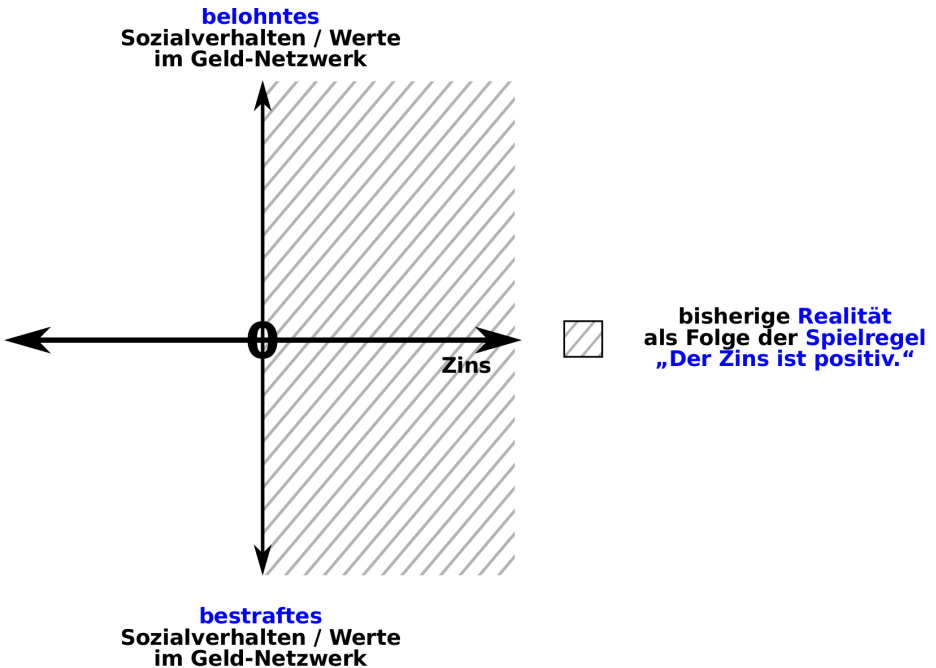 belohntes
Sozialverhalten / Werte
im Geld-Netzwerk
0
Zins
bisherige Realität
als Folge der Spielregel
„Der Zins ist positiv.“
bestraftes
Sozialverhalten / Werte
im Geld-Netzwerk